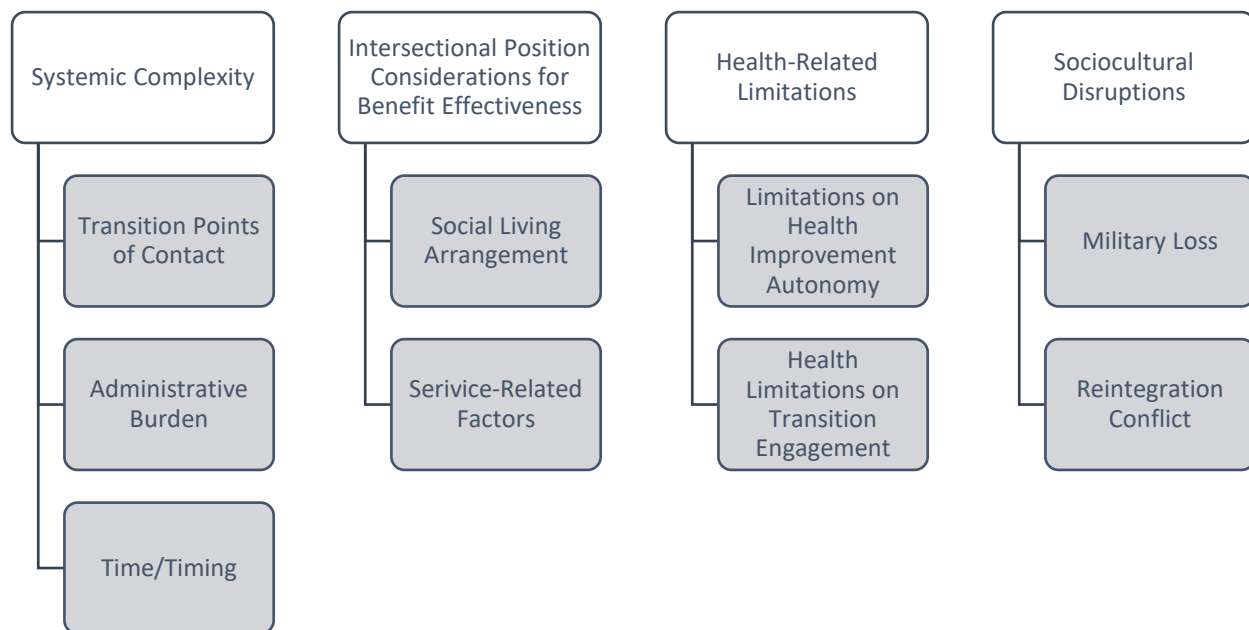 Systemic Complexity
Transition Points
of Contact
Administrative
Burden
Time/Timing
Intersectional Position
Considerations for
Benefit Effectiveness
Social Living
Arrangement
Serivice-Related
Factors
Health-Related
Limitations
Limitations on
Health
Improvement
Autonomy
Health
Limitations on
Transition
Engagement
Sociocultural
Disruptions
Military Loss
Reintegration
Conflict